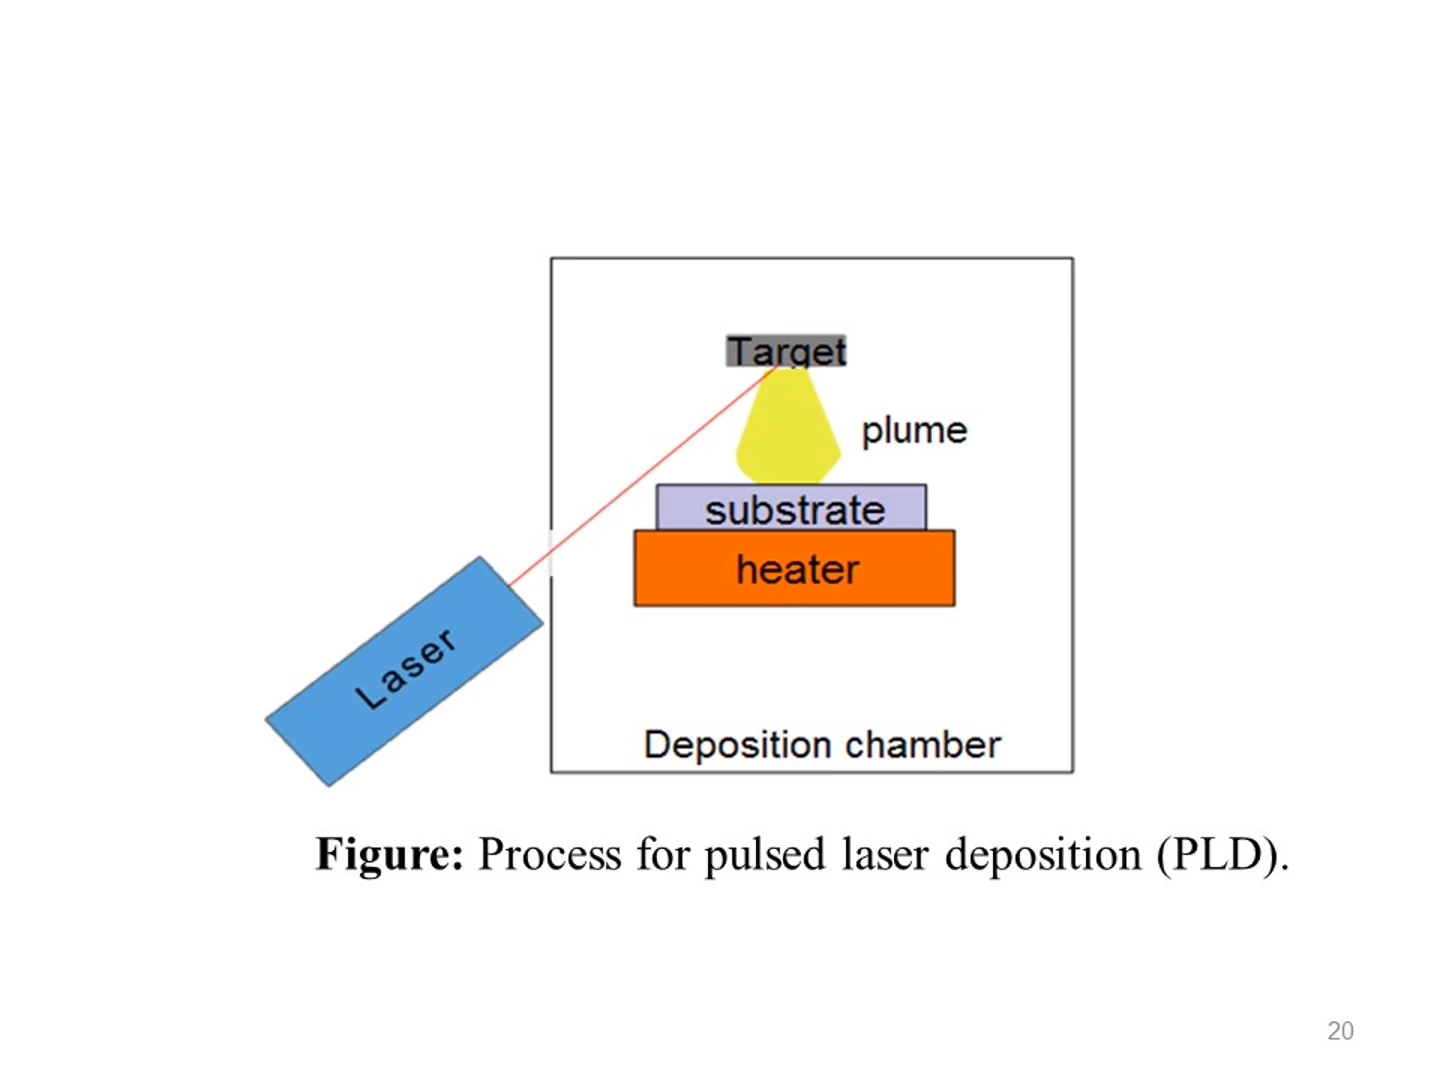 Target
plume
substrate
heater
Laser
Deposition chamber
Figure: Process for pulsed laser deposition (PLD).
20